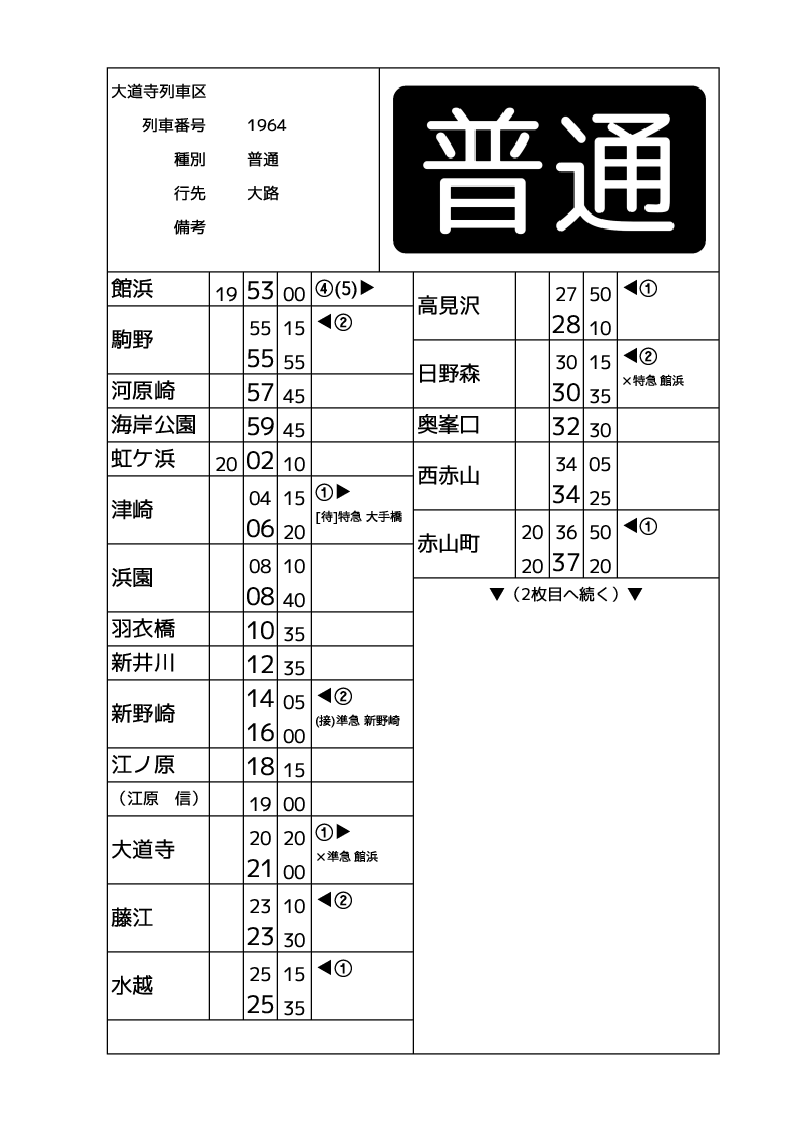 大道寺列車区
列車番号 1964
種別 普通
行先 大路
備考
普通
館浜 19 53 00 ④(5)▶
駒野 55 15 ◀②
55 55
河原崎 57 45
海岸公園 59 45
虹ケ浜 20 02 10
津崎 04 15 ①▶
06 20 [待]特急 大手橋
浜園 08 10
08 40
羽衣橋 10 35
新井川 12 35
新野崎 14 05 ◀②
16 00 (接)準急 新野崎
江ノ原 18 15
（江原　信） 19 00
大道寺 20 20 ①▶
21 00 ×準急 館浜
藤江 23 10 ◀②
23 30
水越 25 15 ◀①
25 35
高見沢 27 50 ◀①
28 10
日野森 30 15 ◀②
30 35 ×特急 館浜
奥峯口 32 30
西赤山 34 05
34 25
赤山町 20 36 50 ◀①
20 37 20
▼（2枚目へ続く）▼